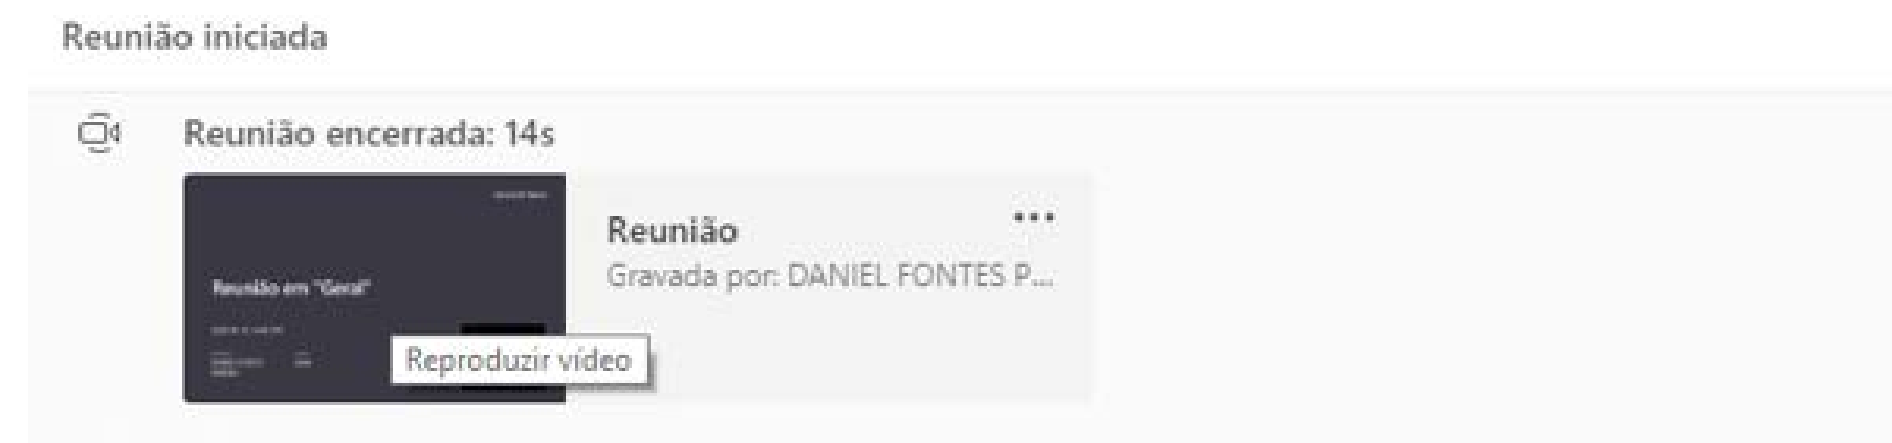 Reunião iniciada
Reunião encerrada: 14s
Reunião
Gravada por: DANIEL FONTES P...
Reunião em "Geral"
Reproduzir vídeo